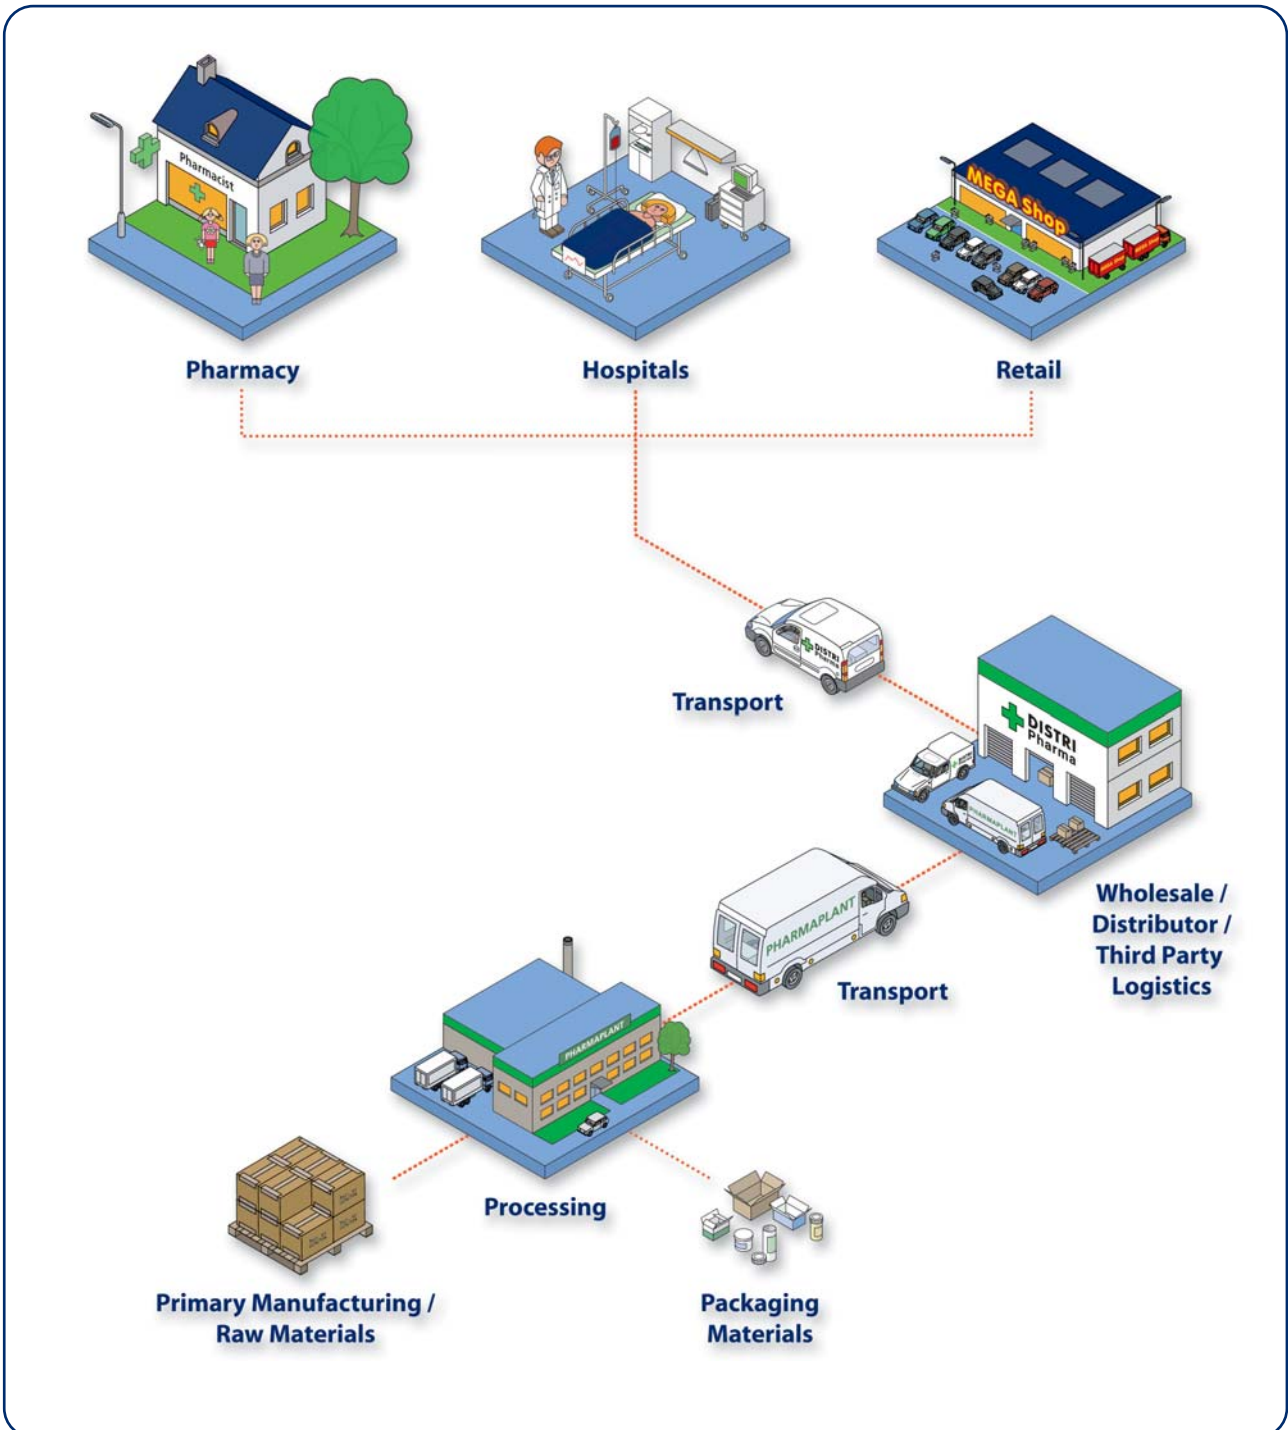 Pharmacist
MEGA Shop
Pharmacy
Hospitals
Retail
DISTRI
Pharma
Transport
DISTRI
Pharma
PHARMAPLANT
Wholesale /
Distributor /
Third Party
Logistics
PHARMAPLANT
Transport
PHARMAPLANT
Processing
Primary Manufacturing /
Raw Materials
Packaging
Materials